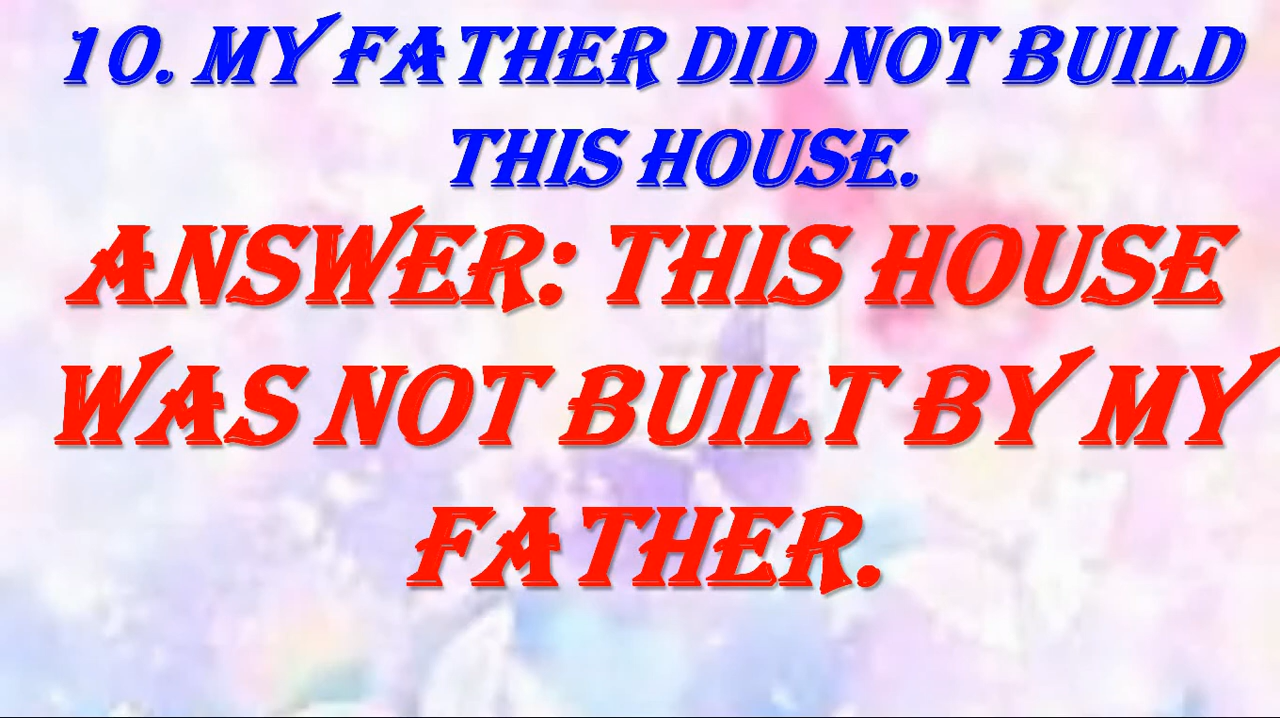 10. MY FATHER DID NOT BUILD
THIS HOUSE.
ANSWER: THIS HOUSE
WAS NOT BUILT BY MY
FATHER.